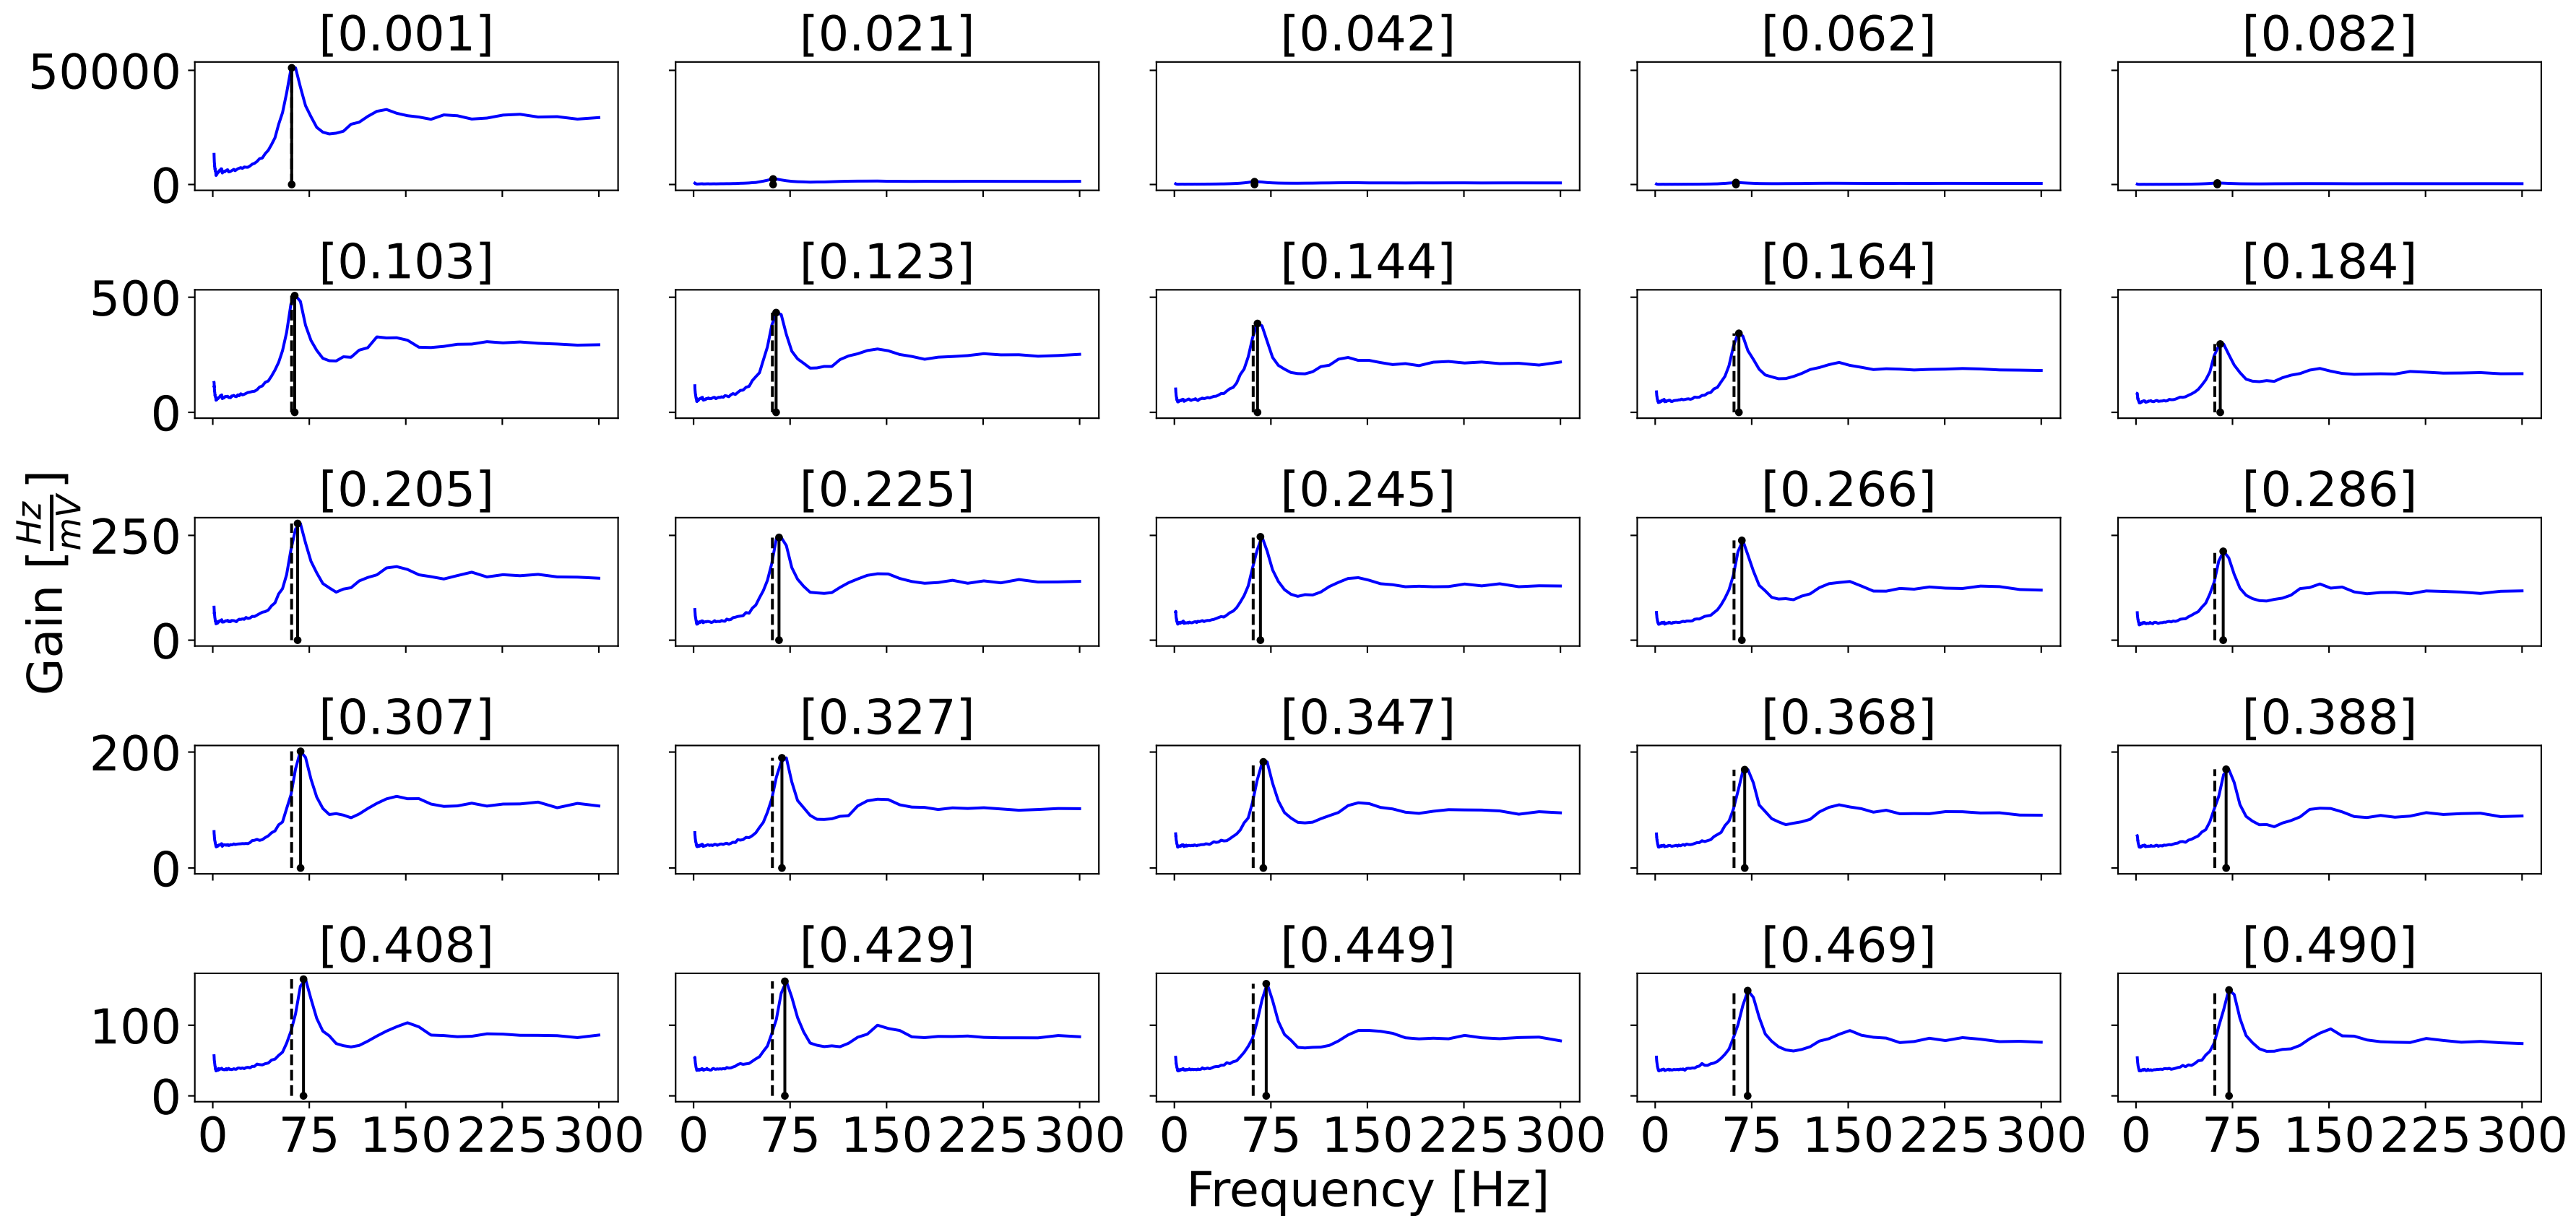 [0.001] [0.021] [0.042] [0.062] [0.082]
50000
0
[0.103] [0.123] [0.144] [0.164] [0.184]
500
0
[0.205] [0.225] [0.245] [0.266] [0.286]
250
0
Gain [Hz/mV]
[0.307] [0.327] [0.347] [0.368] [0.388]
200
0
[0.408] [0.429] [0.449] [0.469] [0.490]
100
0
0 75 150 225 300 0 75 150 225 300 0 75 150 225 300 0 75 150 225 300 0 75 150 225 300
Frequency [Hz]